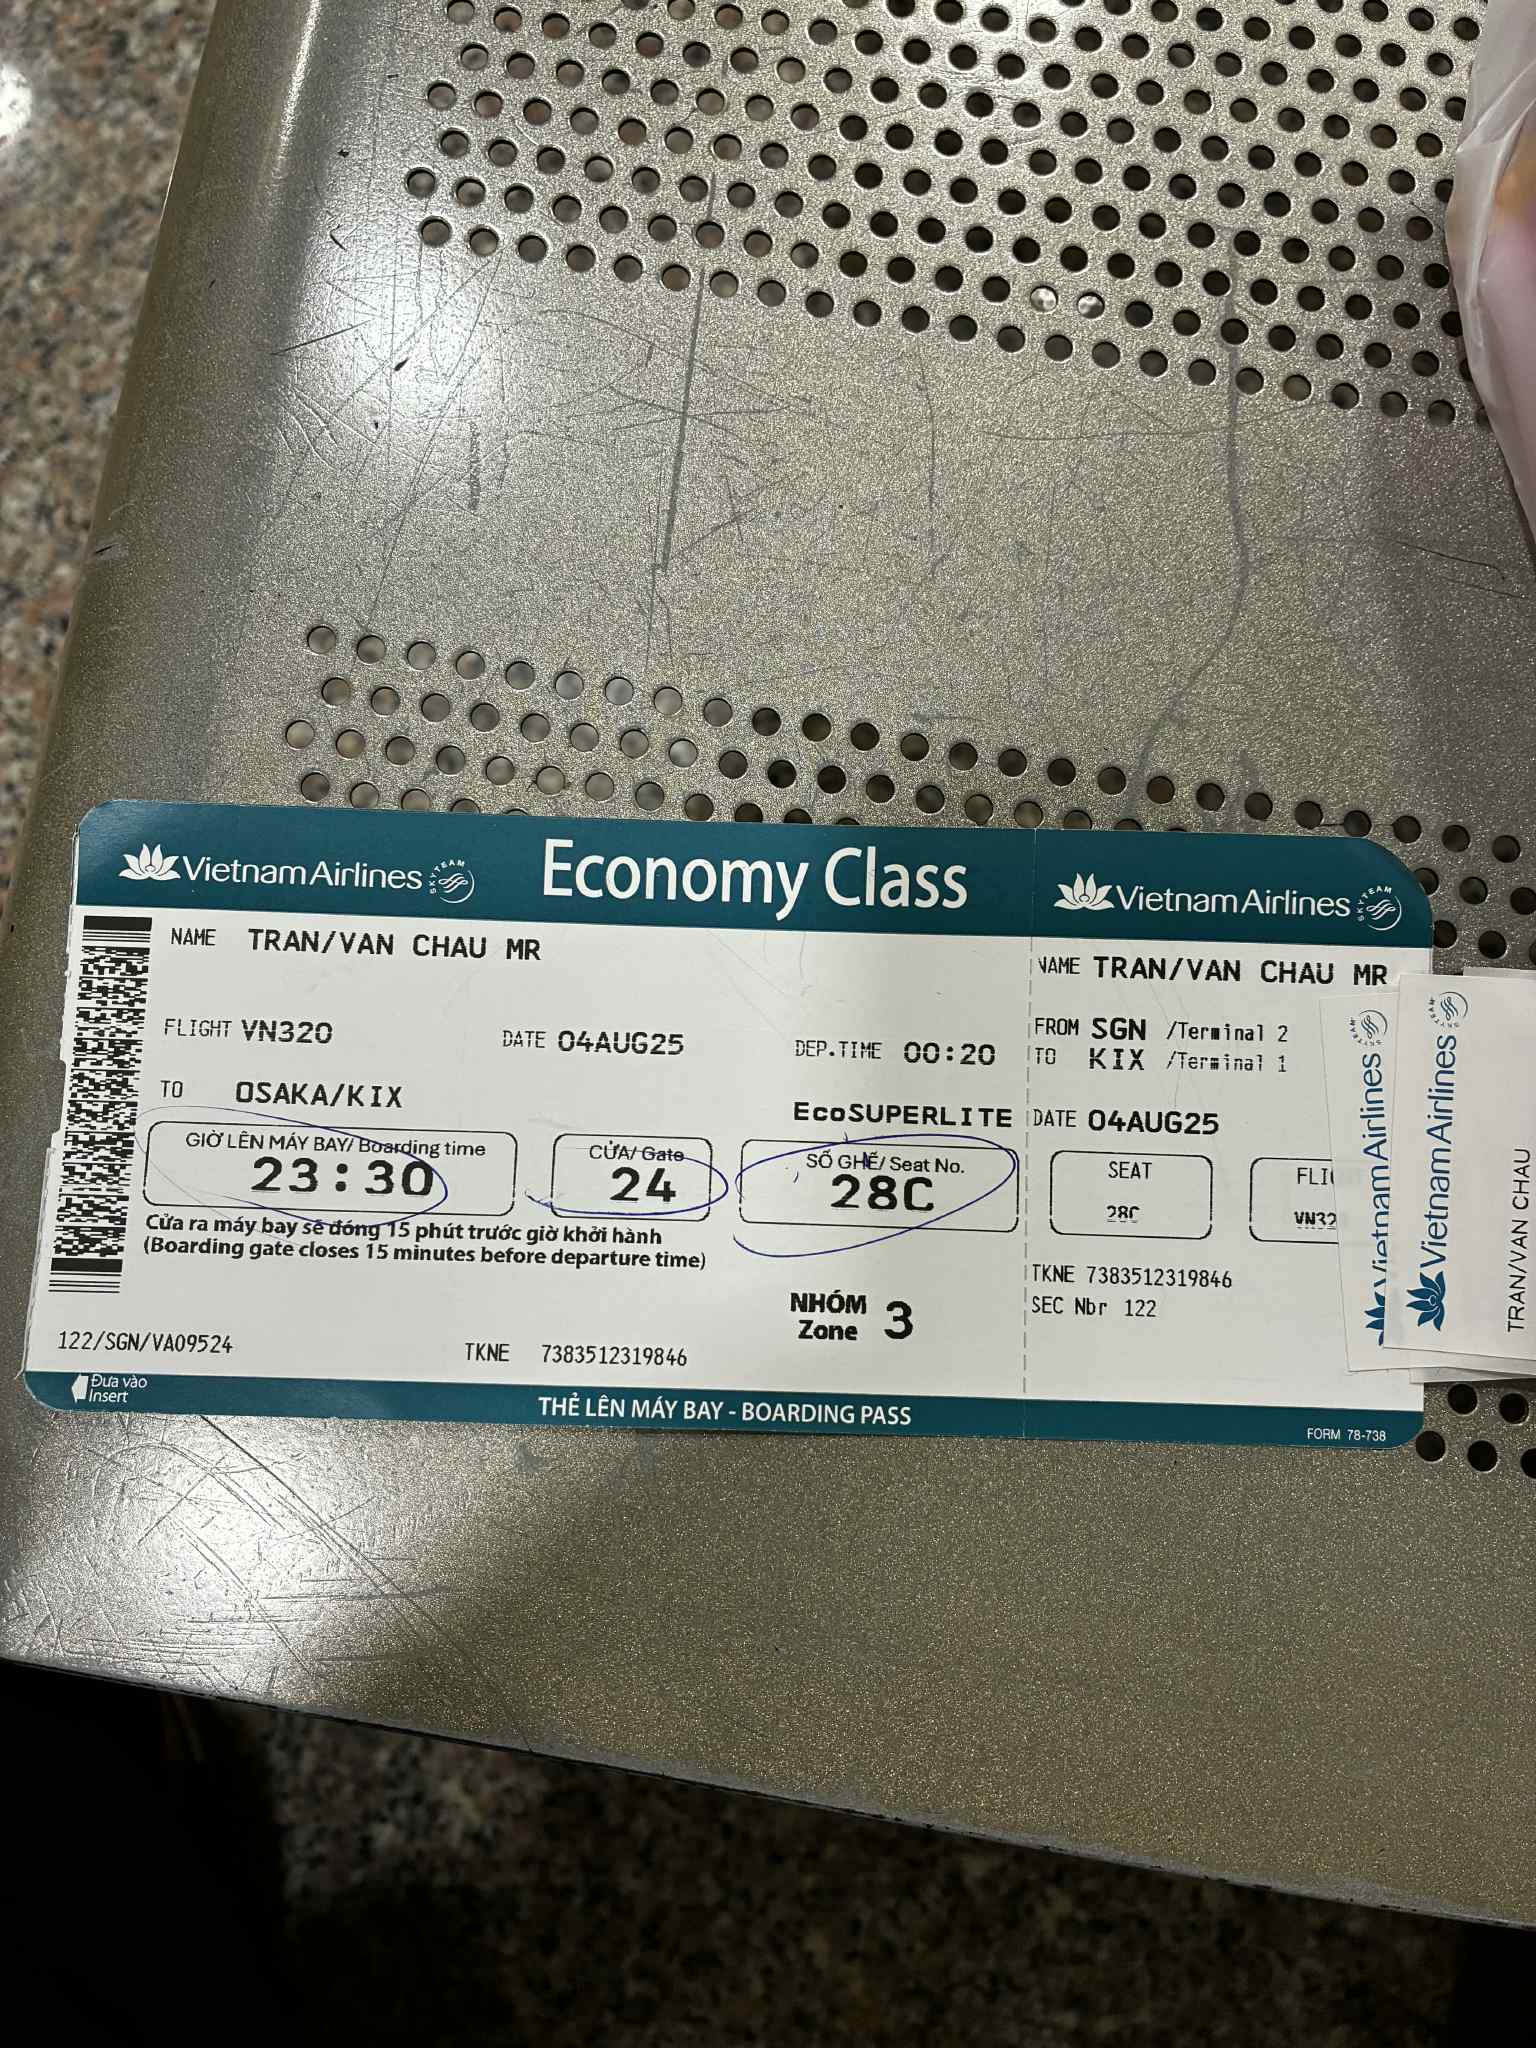 Vietnam Airlines SKYTEAM Economy Class Vietnam Airlines SKYTEAM
NAME TRAN/VAN CHAU MR
FLIGHT VN320 DATE 04AUG25 DEP.TIME 00:20
TO OSAKA/KIX
EcoSUPERLITE
GIỜ LÊN MÁY BAY/ Boarding time
23:30
CỬA/ Gate
24
SỐ GHẾ/ Seat No.
28C
Cửa ra máy bay sẽ đóng 15 phút trước giờ khởi hành
(Boarding gate closes 15 minutes before departure time)
NHÓM
Zone 3
122/SGN/VA09524 TKNE 7383512319846
Đưa vào
Insert
THẺ LÊN MÁY BAY - BOARDING PASS
NAME TRAN/VAN CHAU MR
FROM SGN /Terminal 2
TO KIX /Terminal 1
DATE 04AUG25
SEAT
28C
VN32
TKNE 7383512319846
SEC Nbr 122
FORM 78-738
Vietnam Airlines SKYTEAM
Vietnam Airlines SKYTEAM
TRAN/VAN CHAU